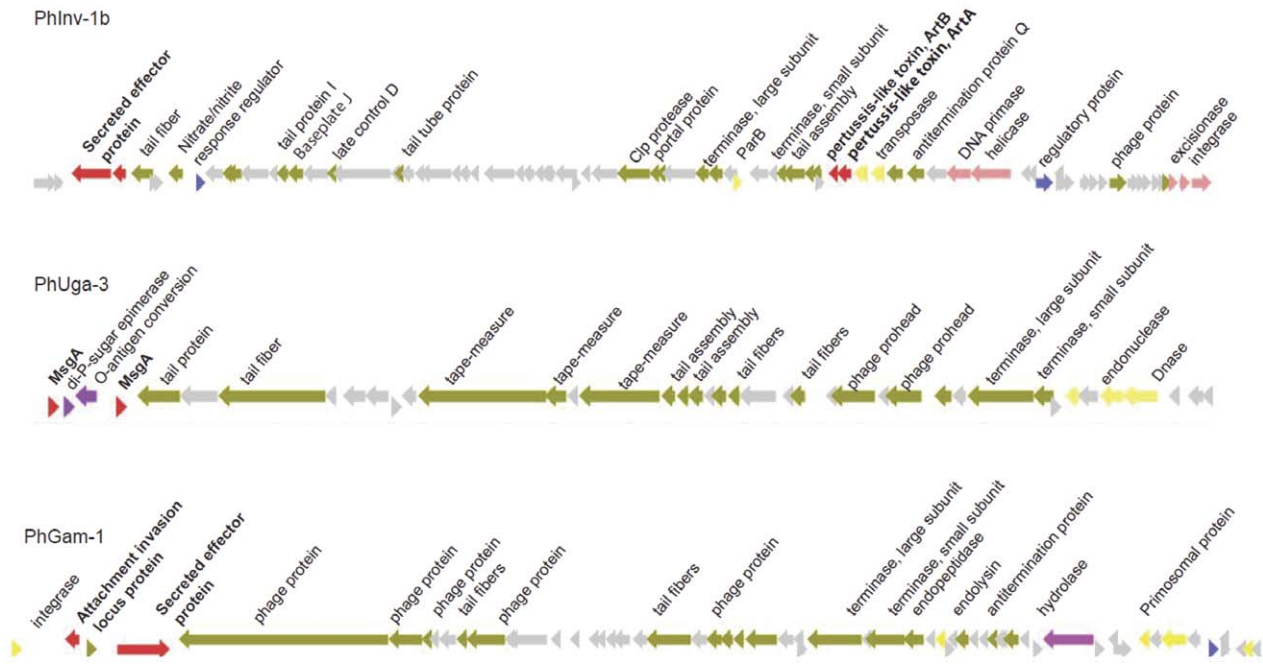 PhInv-1b
Secreted effector
protein
tail fiber
Nitrate/nitrite
response regulator
tail protein I
Baseplate J
late control D
tail tube protein
Clp protease
portal protein
terminase, large subunit
ParB
terminase, small subunit
tail assembly
pertussis-like toxin, ArtB
pertussis-like toxin, ArtA
transposase
antitermination protein Q
DNA primase
helicase
regulatory protein
phage protein
excisionase
integrase
PhUga-3
MsgA
di-P-sugar epimerase
O-antigen conversion
MsgA
tail protein
tail fiber
tape-measure
tape-measure
tape-measure
tail assembly
tail assembly
tail fibers
tail fibers
phage prohead
phage prohead
terminase, large subunit
terminase, small subunit
endonuclease
Dnase
PhGam-1
integrase
Attachment invasion
locus protein
Secreted effector
protein
phage protein
phage protein
phage protein
tail fibers
phage protein
tail fibers
phage protein
terminase, large subunit
terminase, small subunit
endopeptidase
endolysin
antitermination protein
hydrolase
Primosomal protein